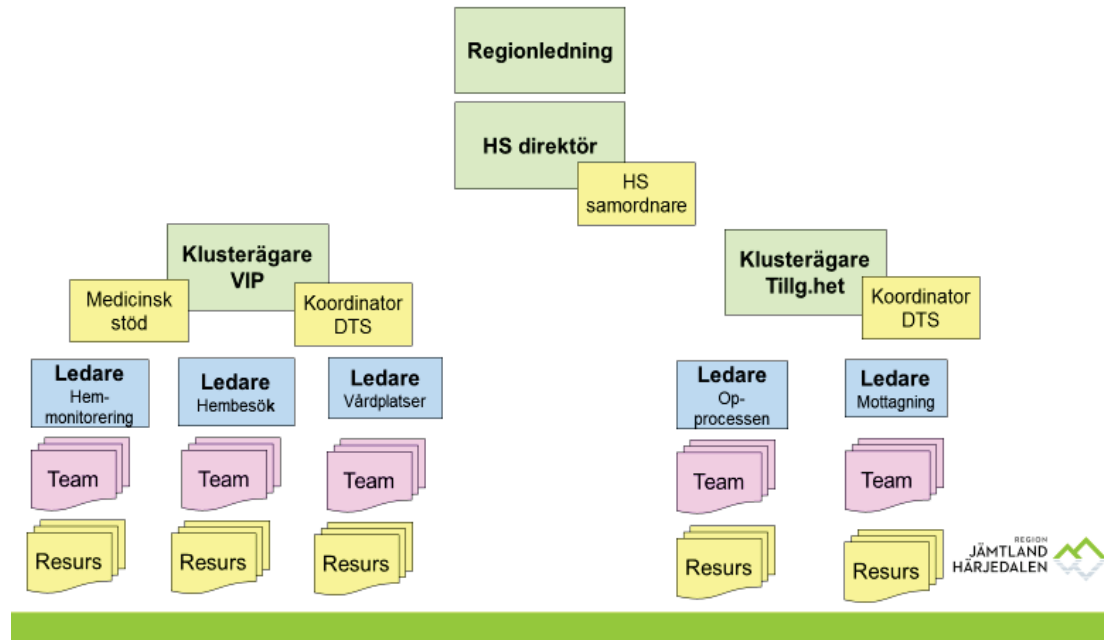 Regionledning
HS direktör
HS
samordnare
Klusterägare
VIP
Medicinsk
stöd
Koordinator
DTS
Klusterägare
Tillg.het
Koordinator
DTS
Ledare
Hem-
monitorering
Ledare
Hembesök
Ledare
Vårdplatser
Ledare
Op-
processen
Ledare
Mottagning
Team
Team
Team
Team
Team
Resurs
Resurs
Resurs
Resurs
Resurs
REGION
JÄMTLAND
HÄRJEDALEN